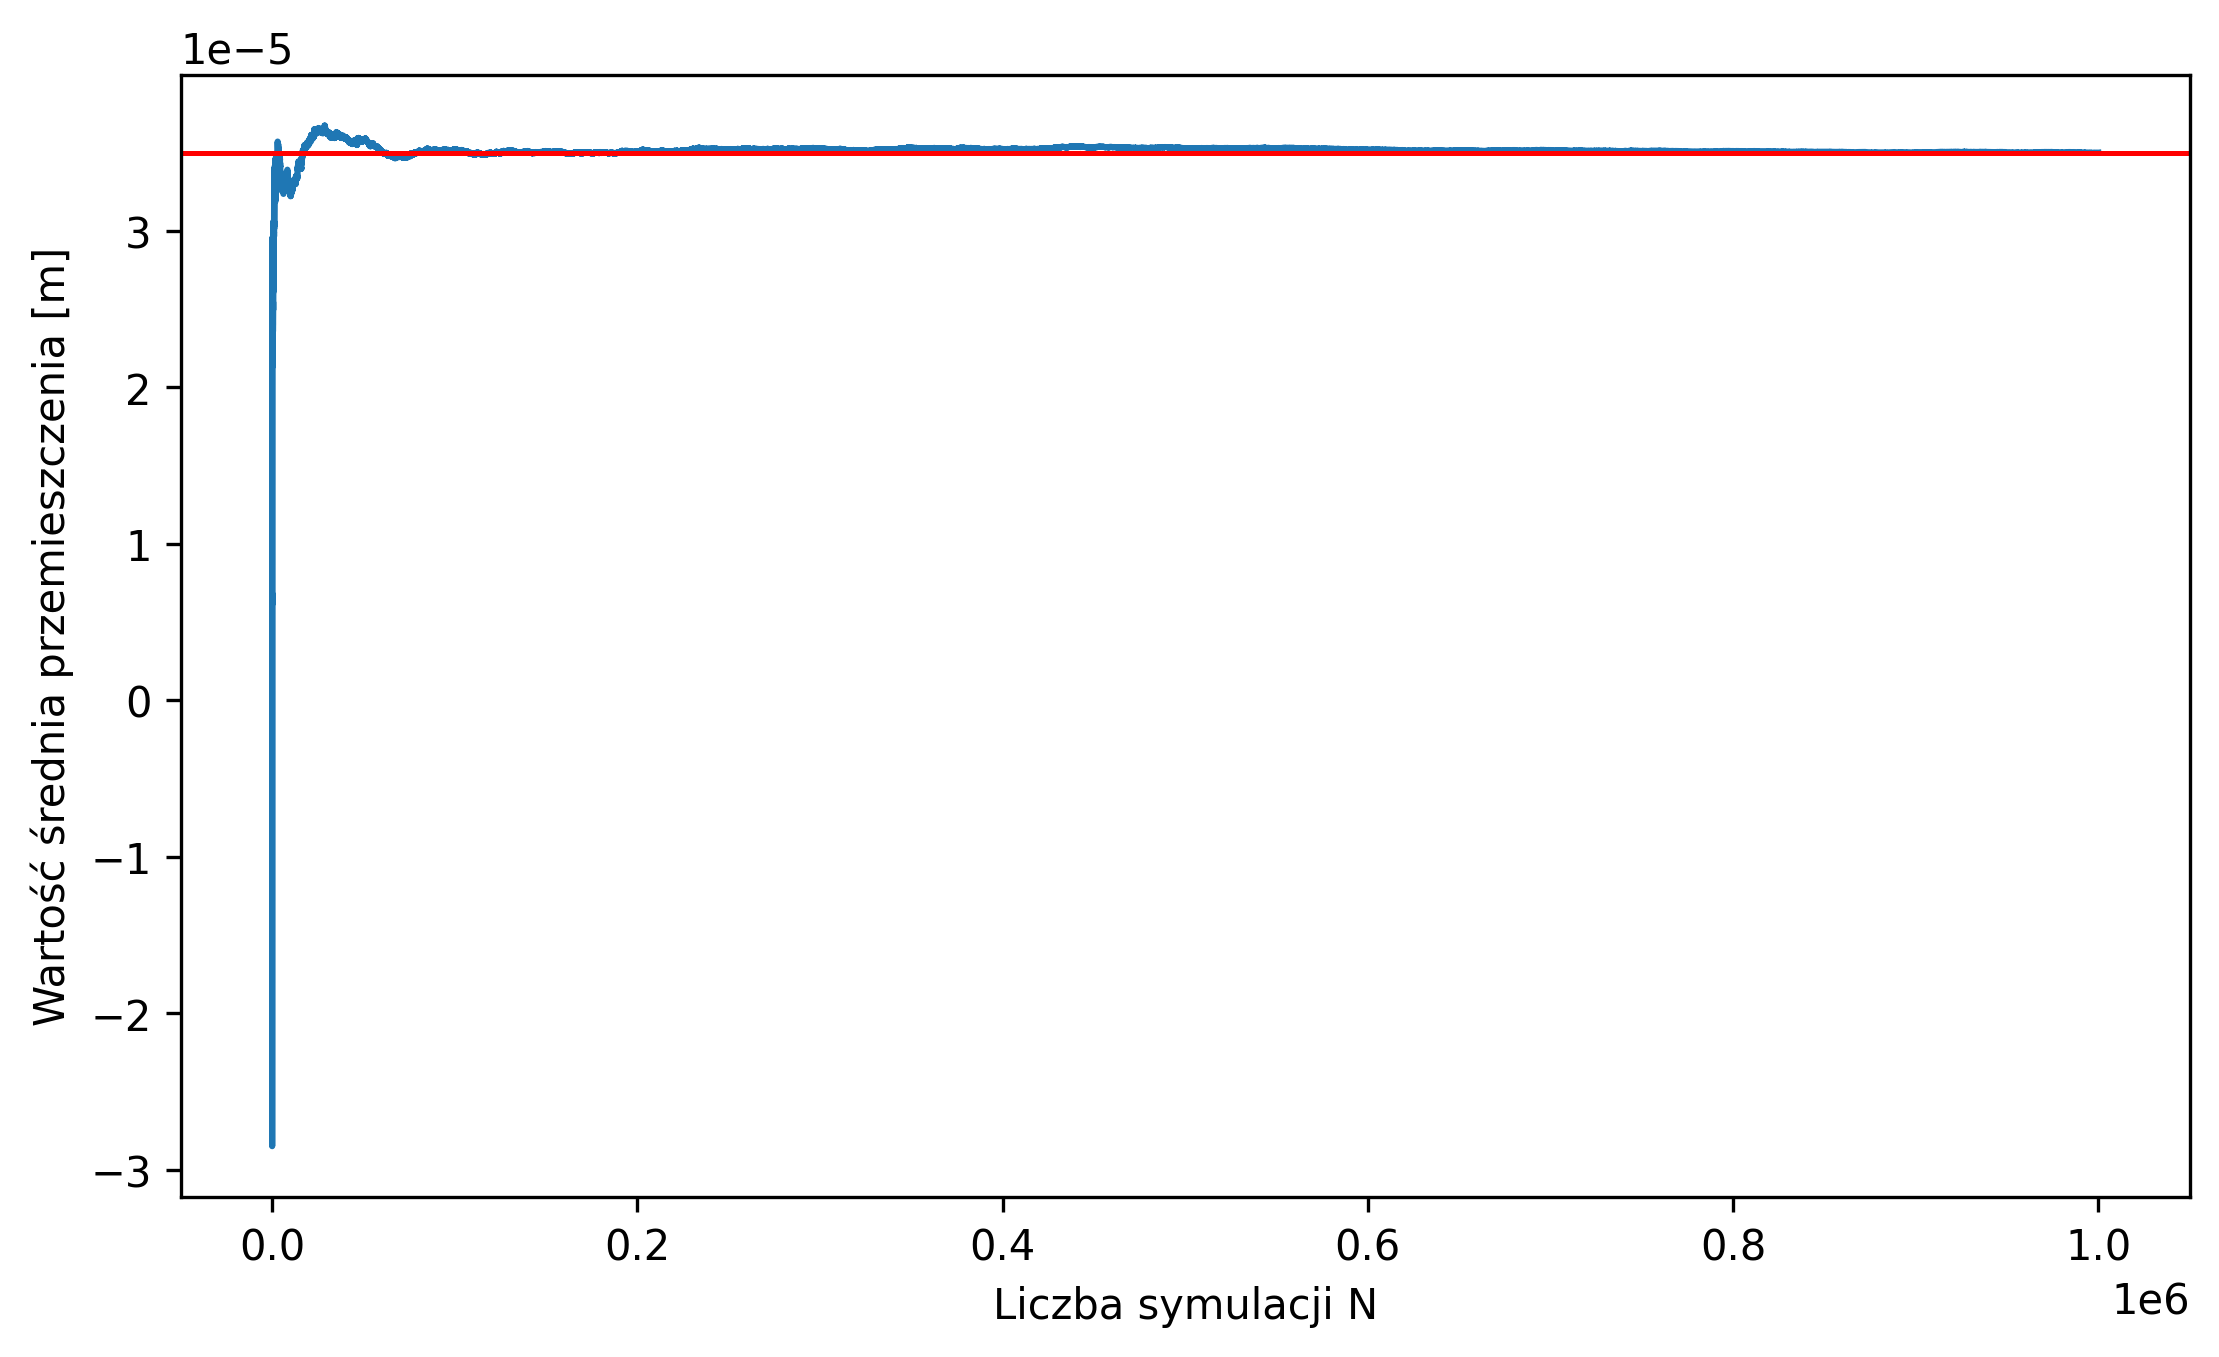 1e−5
Wartość średnia przemieszczenia [m]
3
2
1
0
−1
−2
−3
0.0 0.2 0.4 0.6 0.8 1.0
1e6
Liczba symulacji N